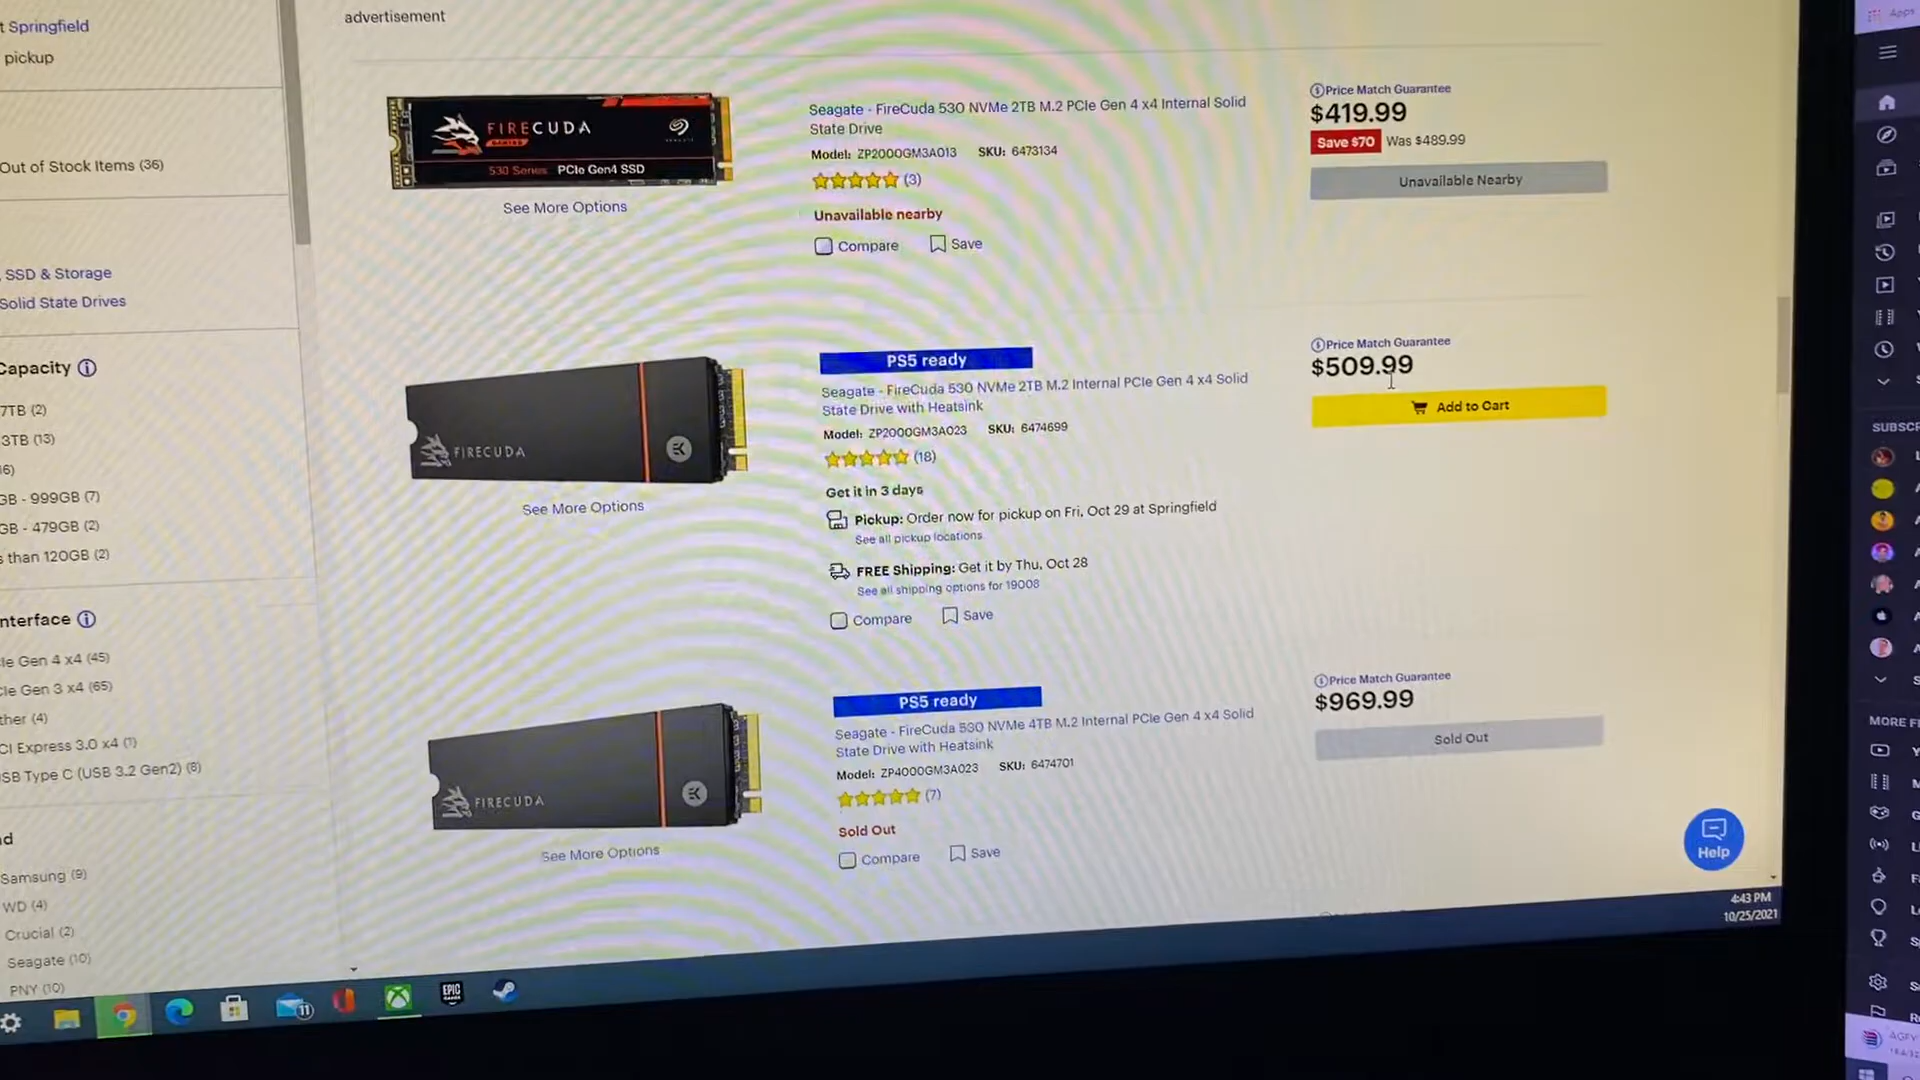 t Springfield
pickup
Out of Stock Items (36)
, SSD & Storage
Solid State Drives
Capacity
7TB (2)
3TB (13)
GB - 999GB (7)
GB - 479GB (2)
s than 120GB (2)
nterface
Ie Gen 4 x4 (45)
CIe Gen 3 x4 (65)
ther (4)
CI Express 3.0 x4 (1)
SB Type C (USB 3.2 Gen2) (8)
nd
Samsung (9)
WD (4)
Crucial (2)
Seagate (10)
PNY (10)
advertisement
FIRECUDA
GAMING
SEAGATE
530 Series PCIe Gen4 SSD
See More Options
Seagate - FireCuda 530 NVMe 2TB M.2 PCIe Gen 4 x4 Internal Solid
State Drive
Model: ZP2000GM3A013 SKU: 6473134
(3)
Unavailable nearby
Compare Save
Price Match Guarantee
$419.99
Save $70 Was $489.99
Unavailable Nearby
FIRECUDA
See More Options
PS5 ready
Seagate - FireCuda 530 NVMe 2TB M.2 Internal PCIe Gen 4 x4 Solid
State Drive with Heatsink
Model: ZP2000GM3A023 SKU: 6474699
(18)
Get it in 3 days
Pickup: Order now for pickup on Fri, Oct 29 at Springfield
See all pickup locations
FREE Shipping: Get it by Thu, Oct 28
See all shipping options for 19008
Compare Save
Price Match Guarantee
$509.99
Add to Cart
FIRECUDA
See More Options
PS5 ready
Seagate - FireCuda 530 NVMe 4TB M.2 Internal PCIe Gen 4 x4 Solid
State Drive with Heatsink
Model: ZP4000GM3A023 SKU: 6474701
(7)
Sold Out
Compare Save
Price Match Guarantee
$969.99
Sold Out
Help
4:43 PM
10/25/2021
11
EPIC
GAMES
Apps
SUBSCR
MORE F